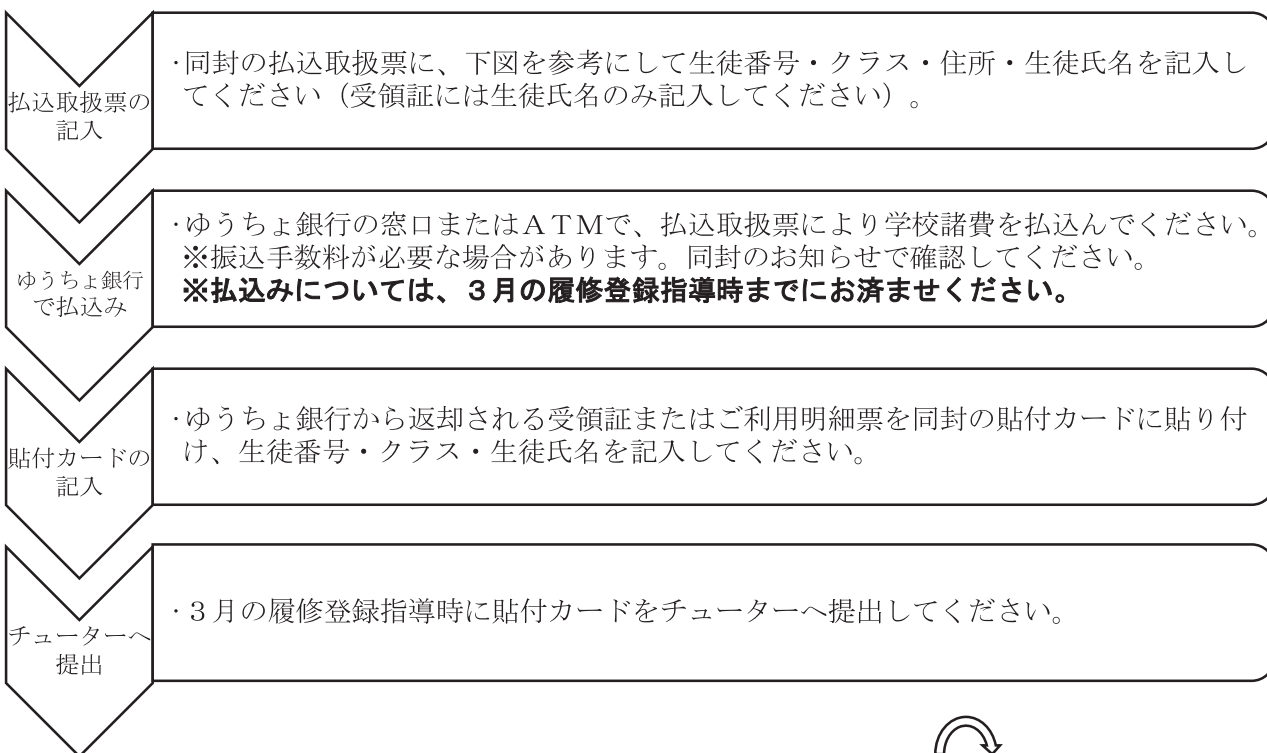 払込取扱票の
記入
・同封の払込取扱票に、下図を参考にして生徒番号・クラス・住所・生徒氏名を記入し
てください（受領証には生徒氏名のみ記入してください）。
ゆうちょ銀行
で払込み
・ゆうちょ銀行の窓口またはＡＴＭで、払込取扱票により学校諸費を払込んでください。
※振込手数料が必要な場合があります。同封のお知らせで確認してください。
※払込みについては、３月の履修登録指導時までにお済ませください。
貼付カードの
記入
・ゆうちょ銀行から返却される受領証またはご利用明細票を同封の貼付カードに貼り付
け、生徒番号・クラス・生徒氏名を記入してください。
チューターへ
提出
・３月の履修登録指導時に貼付カードをチューターへ提出してください。